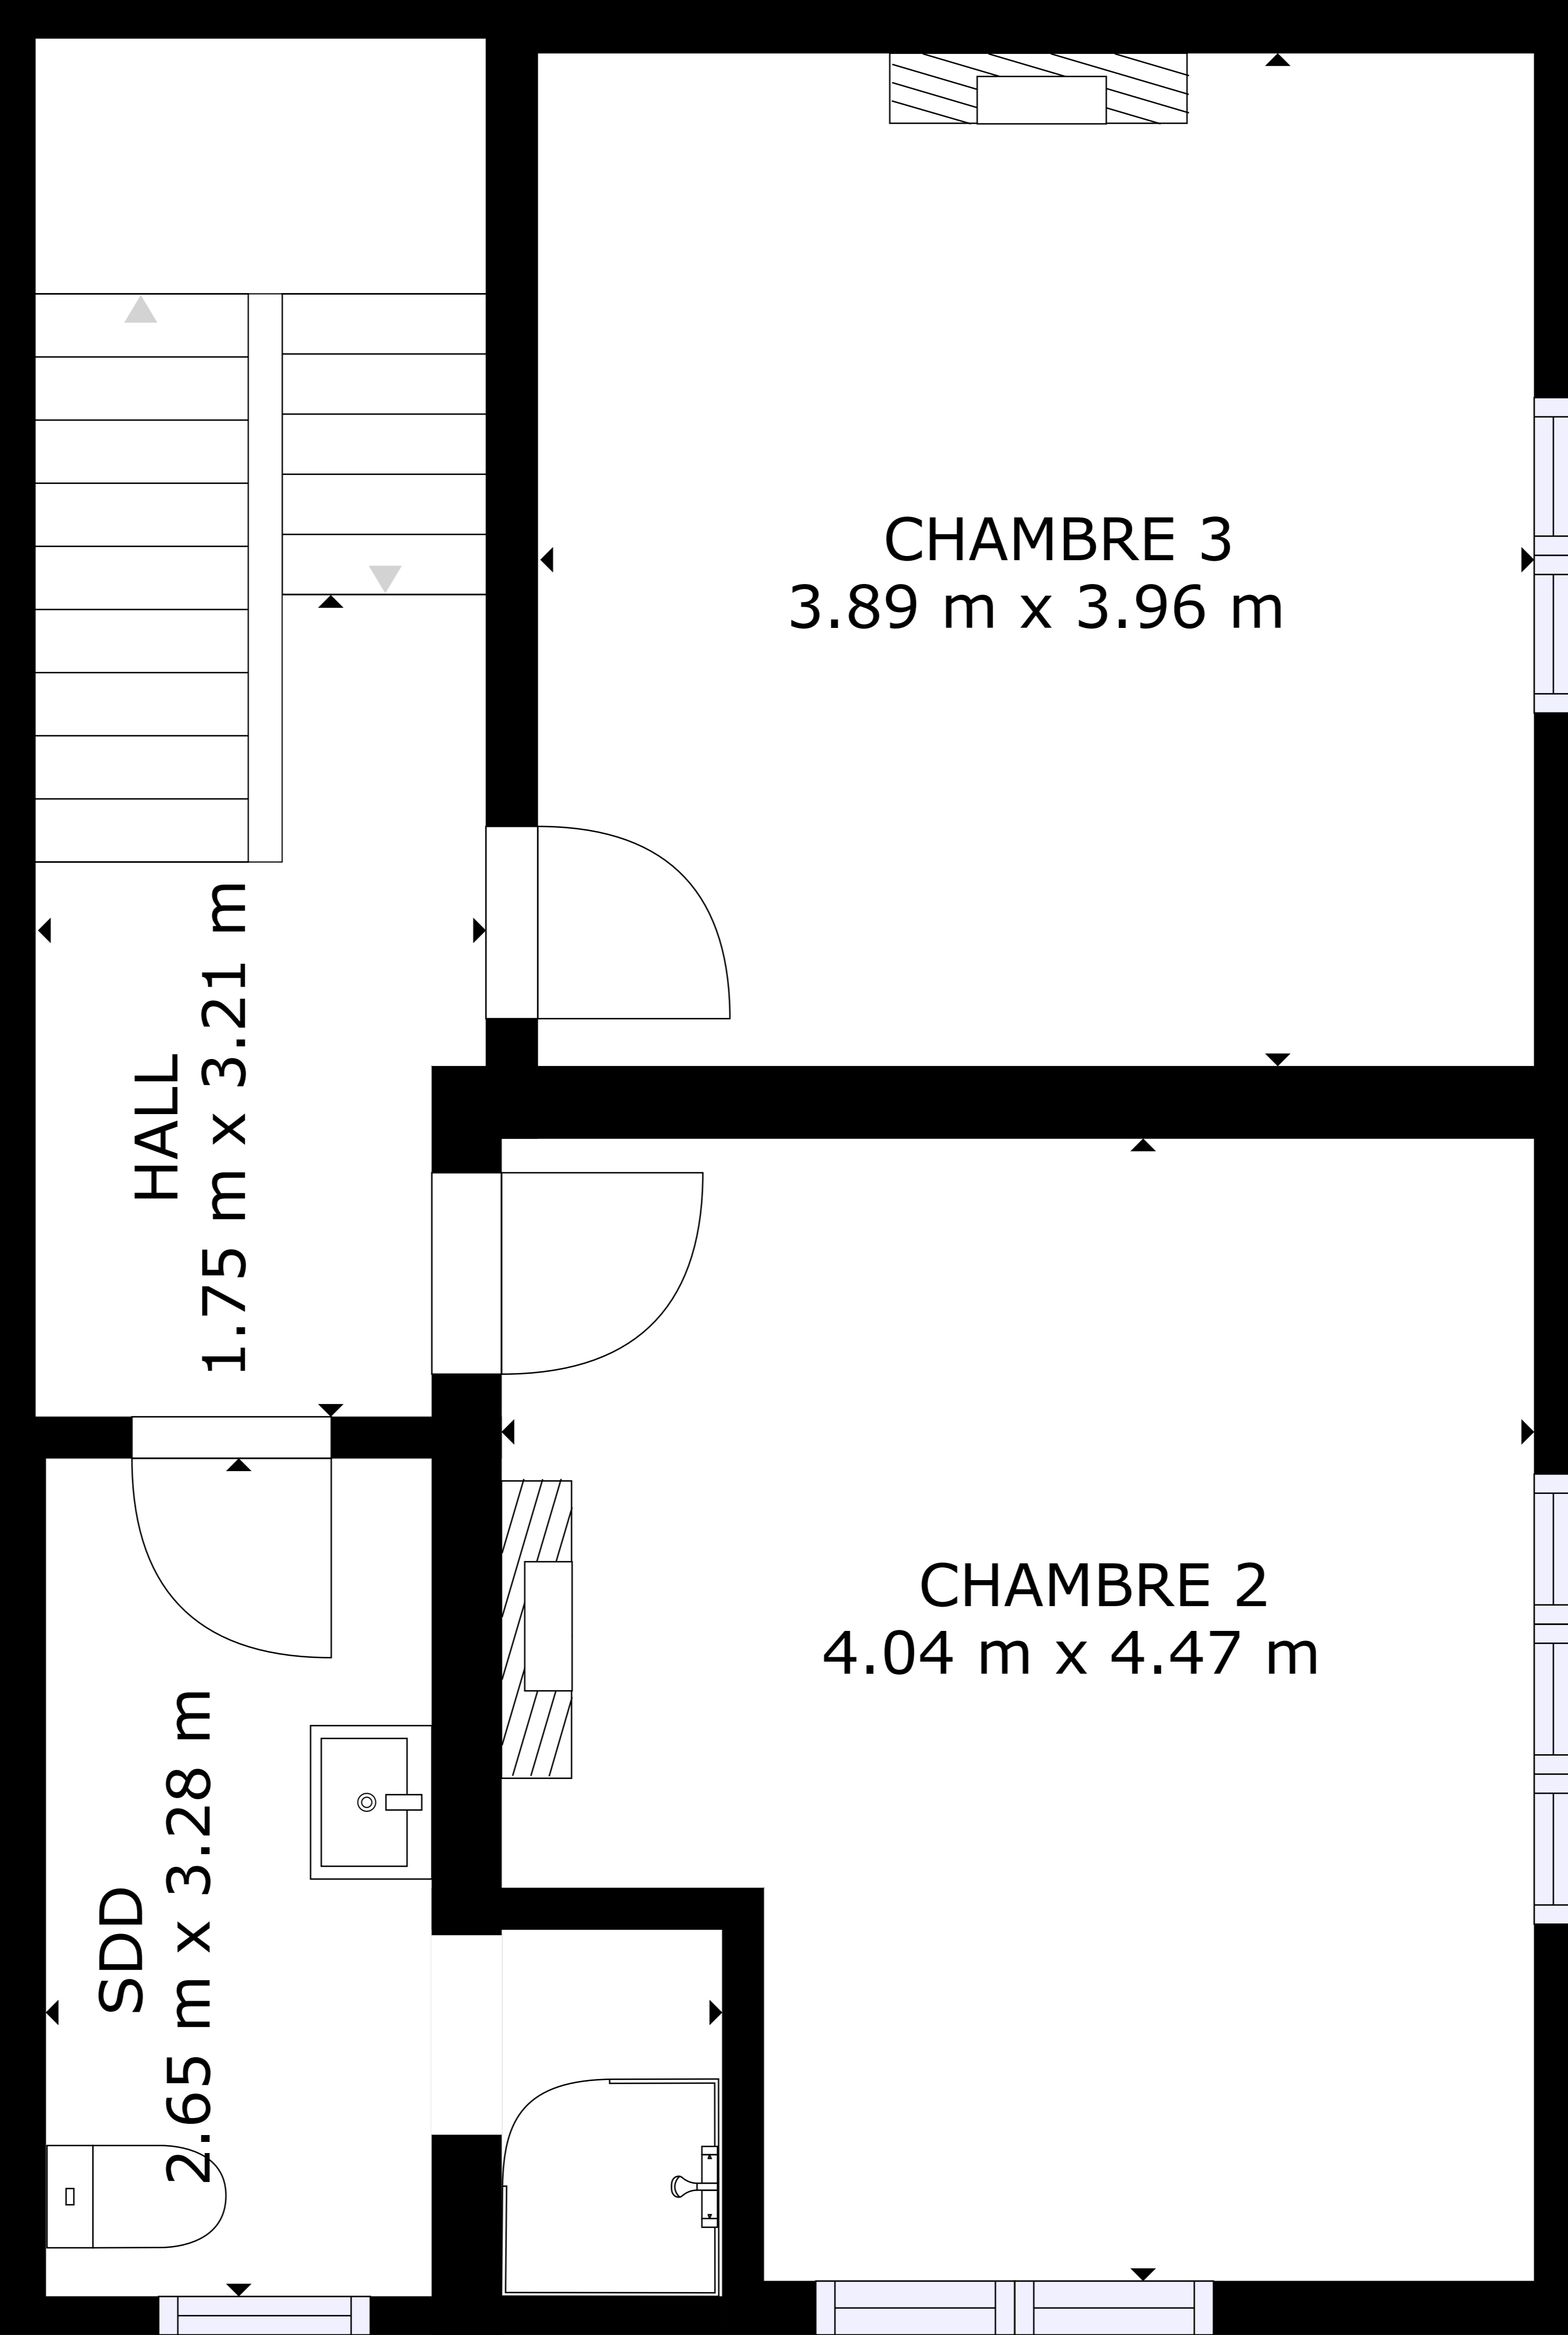 CHAMBRE 3
3.89 m x 3.96 m
HALL
1.75 m x 3.21 m
CHAMBRE 2
4.04 m x 4.47 m
SDD
2.65 m x 3.28 m